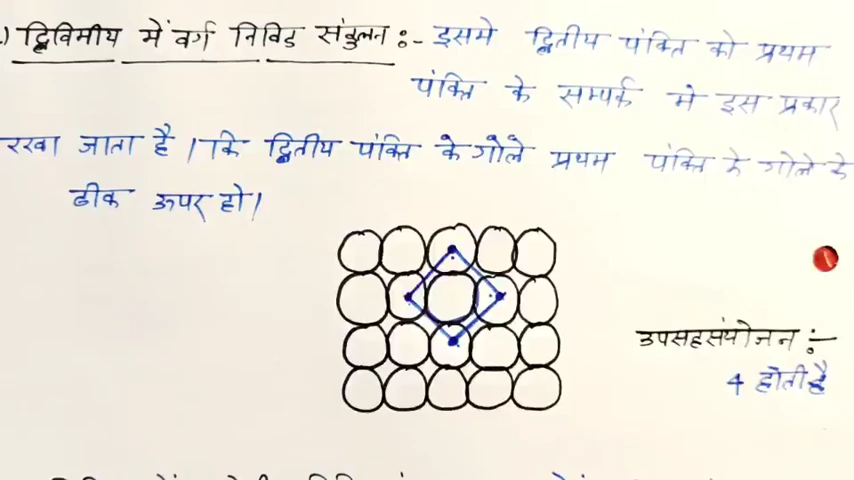 ) द्विविमीय में वर्ग निविड संकुलन :- इसमे द्वितीय पंक्ति को प्रथम
पंक्ति के सम्पर्क मे इस प्रकार
रखा जाता है । कि द्वितीय पंक्ति के गोले प्रथम पंक्ति के गोले के
ठीक ऊपर हो ।
उपसहसंयोजन :-
4 होती है